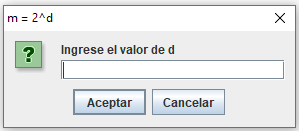 m = 2^d
Ingrese el valor de d
Aceptar
Cancelar